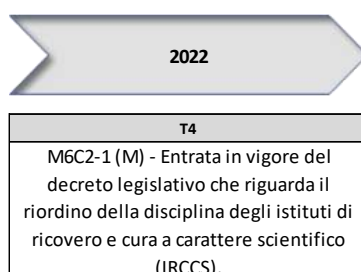 2022
T4
M6C2-1 (M) - Entrata in vigore del
decreto legislativo che riguarda il
riordino della disciplina degli istituti di
ricovero e cura a carattere scientifico
(IRCCS).